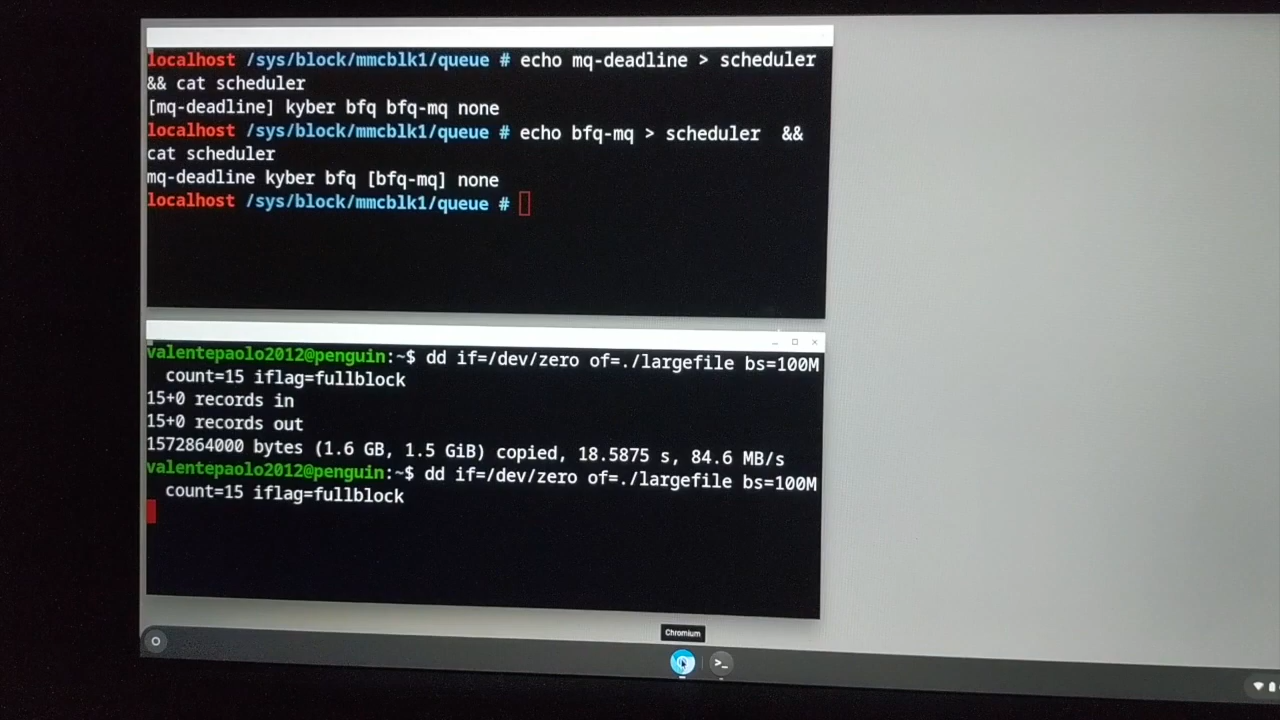 localhost /sys/block/mmcblk1/queue # echo mq-deadline > scheduler
&& cat scheduler
[mq-deadline] kyber bfq bfq-mq none
localhost /sys/block/mmcblk1/queue # echo bfq-mq > scheduler  &&
cat scheduler
mq-deadline kyber bfq [bfq-mq] none
localhost /sys/block/mmcblk1/queue #
valentepaolo2012@penguin:~$ dd if=/dev/zero of=./largefile bs=100M
count=15 iflag=fullblock
15+0 records in
15+0 records out
1572864000 bytes (1.6 GB, 1.5 GiB) copied, 18.5875 s, 84.6 MB/s
valentepaolo2012@penguin:~$ dd if=/dev/zero of=./largefile bs=100M
count=15 iflag=fullblock
Chromium
>_